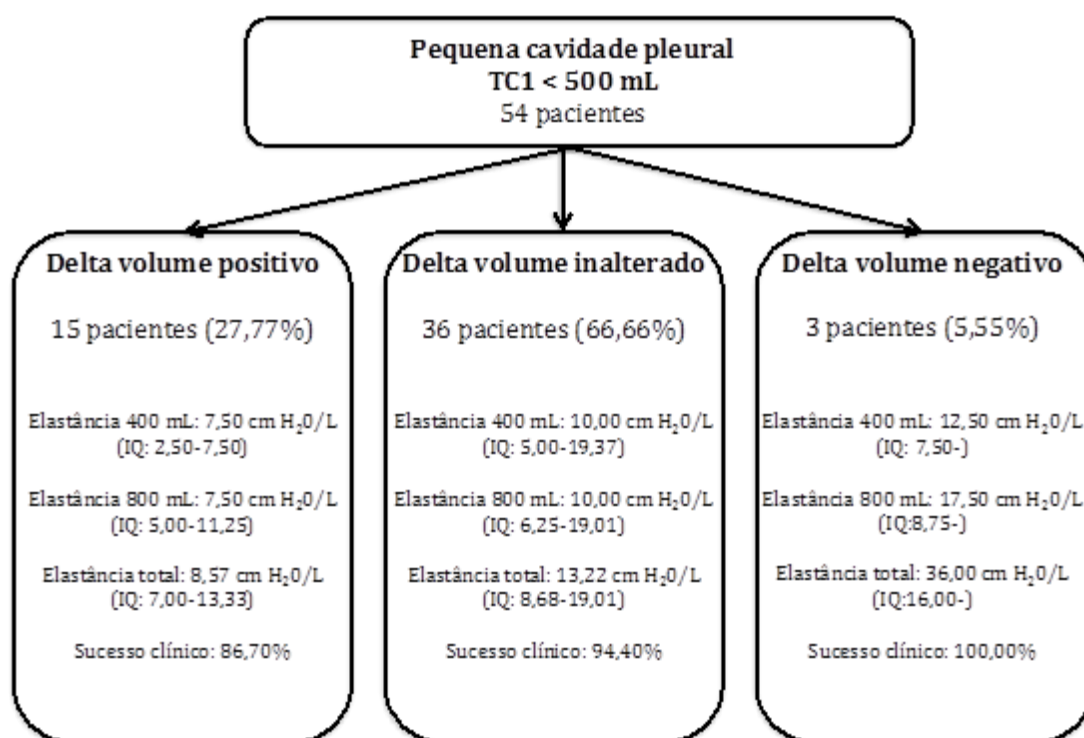 Pequena cavidade pleural
TC1 < 500 mL
54 pacientes
Delta volume positivo
15 pacientes (27,77%)
Elastância 400 mL: 7,50 cm H₂0/L
(IQ: 2,50-7,50)
Elastância 800 mL: 7,50 cm H₂0/L
(IQ: 5,00-11,25)
Elastância total: 8,57 cm H₂0/L
(IQ: 7,00-13,33)
Sucesso clínico: 86,70%
Delta volume inalterado
36 pacientes (66,66%)
Elastância 400 mL: 10,00 cm H₂0/L
(IQ: 5,00-19,37)
Elastância 800 mL: 10,00 cm H₂0/L
(IQ: 6,25-19,01)
Elastância total: 13,22 cm H₂0/L
(IQ: 8,68-19,01)
Sucesso clínico: 94,40%
Delta volume negativo
3 pacientes (5,55%)
Elastância 400 mL: 12,50 cm H₂0/L
(IQ: 7,50-)
Elastância 800 mL: 17,50 cm H₂0/L
(IQ:8,75-)
Elastância total: 36,00 cm H₂0/L
(IQ:16,00-)
Sucesso clínico: 100,00%